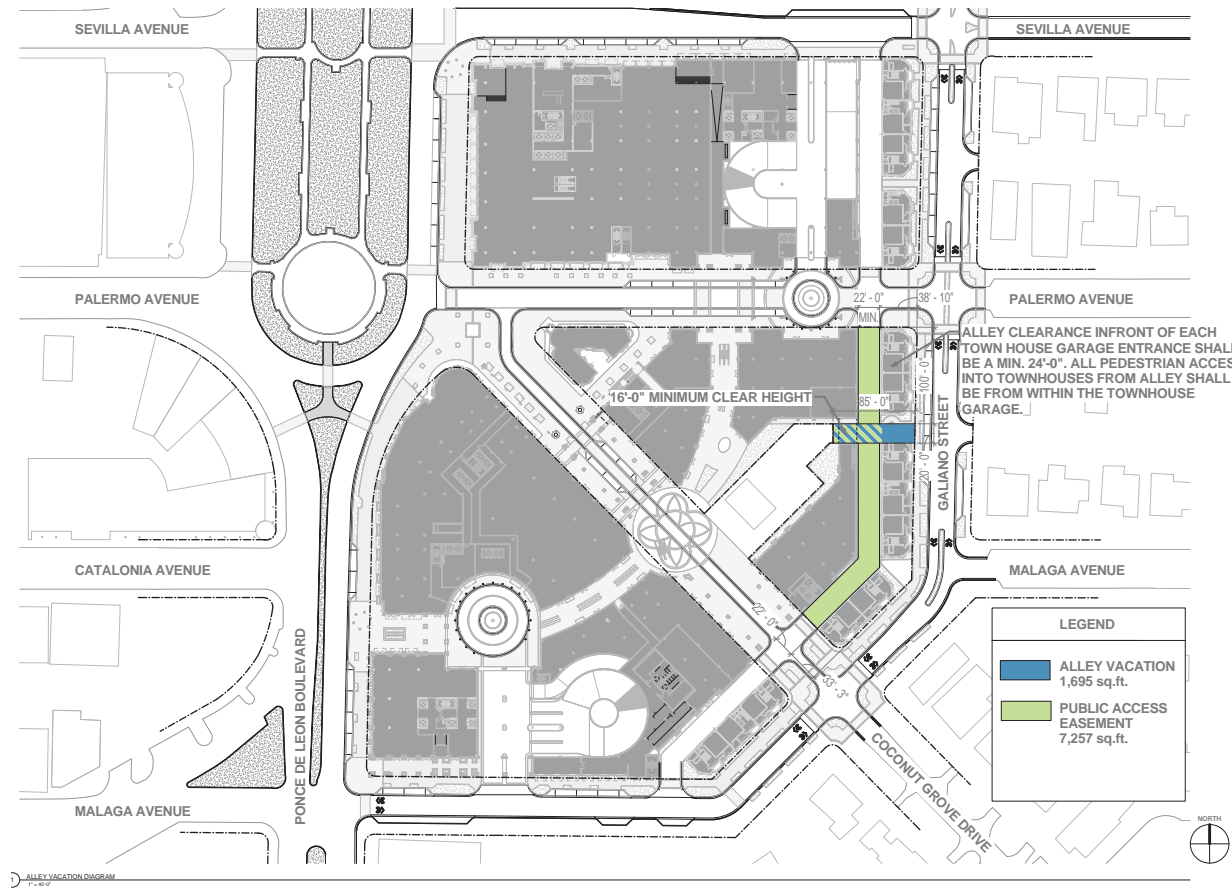 SEVILLA AVENUE
SEVILLA AVENUE
PALERMO AVENUE
22' - 0"
MIN.
38' - 10"
PALERMO AVENUE
ALLEY CLEARANCE INFRONT OF EACH
TOWN HOUSE GARAGE ENTRANCE SHALL
BE A MIN. 24'-0". ALL PEDESTRIAN ACCES
INTO TOWNHOUSES FROM ALLEY SHALL
BE FROM WITHIN THE TOWNHOUSE
GARAGE.
16'-0" MINIMUM CLEAR HEIGHT
85' - 0"
100' - 0"
20' - 0"
GALIANO STREET
CATALONIA AVENUE
MALAGA AVENUE
PONCE DE LEON BOULEVARD
22' - 0"
33' - 3"
COCONUT GROVE DRIVE
MALAGA AVENUE
LEGEND
ALLEY VACATION
1,695 sq.ft.
PUBLIC ACCESS
EASEMENT
7,257 sq.ft.
NORTH
1
ALLEY VACATION DIAGRAM
1" = 40'-0"